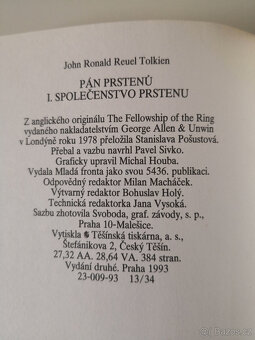 John Ronald Reuel Tolkien
PÁN PRSTENŮ
I. SPOLEČENSTVO PRSTENU
Z anglického originálu The Fellowship of the Ring
vydaného nakladatelstvím George Allen & Unwin
v Londýně roku 1978 přeložila Stanislava Pošustová.
Přebal a vazbu navrhl Pavel Sivko.
Graficky upravil Michal Houba.
Vydala Mladá fronta jako svou 5436. publikaci.
Odpovědný redaktor Milan Macháček.
Výtvarný redaktor Bohuslav Holý.
Technická redaktorka Jana Vysoká.
Sazbu zhotovila Svoboda, graf. závody, s. p.,
Praha 10-Malešice.
Vytiskla Těšínská tiskárna, a. s.,
Štefánikova 2, Český Těšín.
27,32 AA. 28,64 VA. 384 stran.
Vydání druhé. Praha 1993
23-009-93 13/34